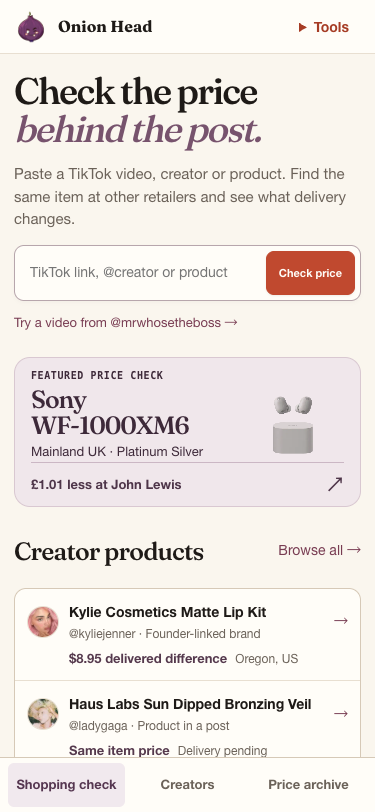 Onion Head
▶ Tools
Check the price
behind the post.
Paste a TikTok video, creator or product. Find the
same item at other retailers and see what delivery
changes.
TikTok link, @creator or product
Check price
Try a video from @mrwhosetheboss →
FEATURED PRICE CHECK
Sony
WF-1000XM6
Mainland UK · Platinum Silver
£1.01 less at John Lewis ↗
Creator products
Browse all →
Kylie Cosmetics Matte Lip Kit
@kyliejenner · Founder-linked brand
$8.95 delivered difference Oregon, US
→
Haus Labs Sun Dipped Bronzing Veil
@ladygaga · Product in a post
Same item price Delivery pending
→
Shopping check
Creators
Price archive